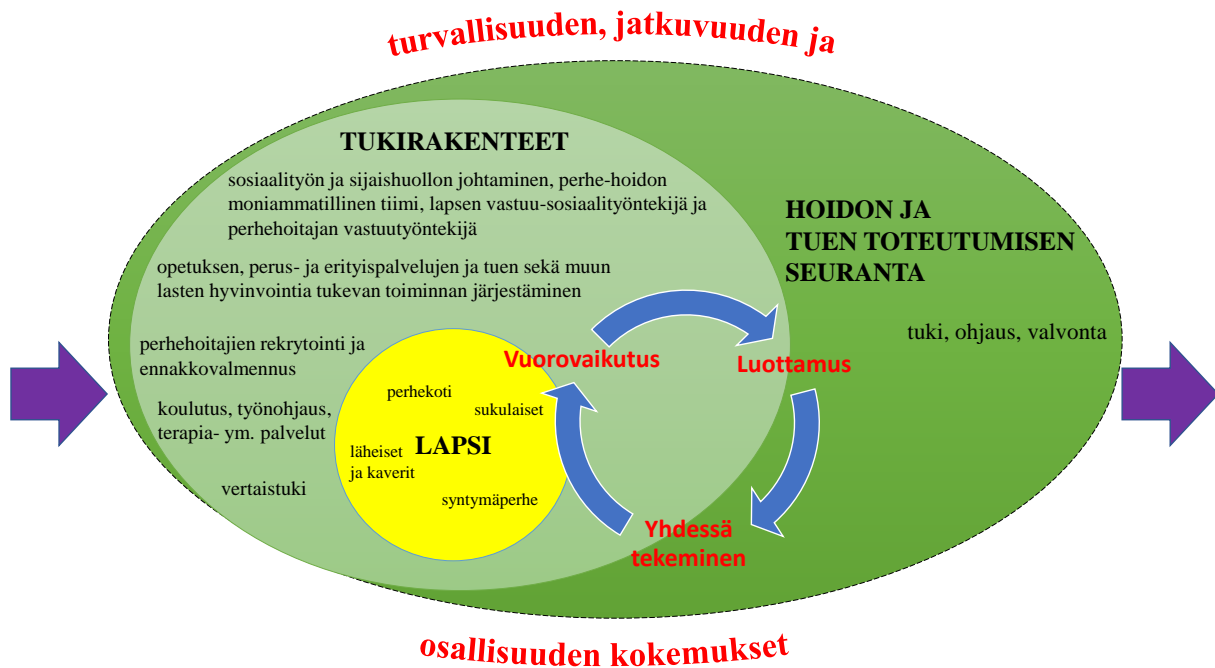 turvallisuuden, jatkuvuuden ja
TUKIRAKENTEET
sosiaalityön ja sijaishuollon johtaminen, perhe-hoidon
moniammatillinen tiimi, lapsen vastuu-sosiaalityöntekijä ja
perhehoitajan vastuutyöntekijä
opetuksen, perus- ja erityispalvelujen ja tuen sekä muun
lasten hyvinvointia tukevan toiminnan järjestäminen
perhehoitajien rekrytointi ja
ennakkovalmennus
koulutus, työnohjaus,
terapia- ym. palvelut
vertaistuki
perhekoti
sukulaiset
LAPSI
läheiset
ja kaverit
syntymäperhe
Vuorovaikutus
Luottamus
Yhdessä
tekeminen
HOIDON JA
TUEN TOTEUTUMISEN
SEURANTA
tuki, ohjaus, valvonta
osallisuuden kokemukset